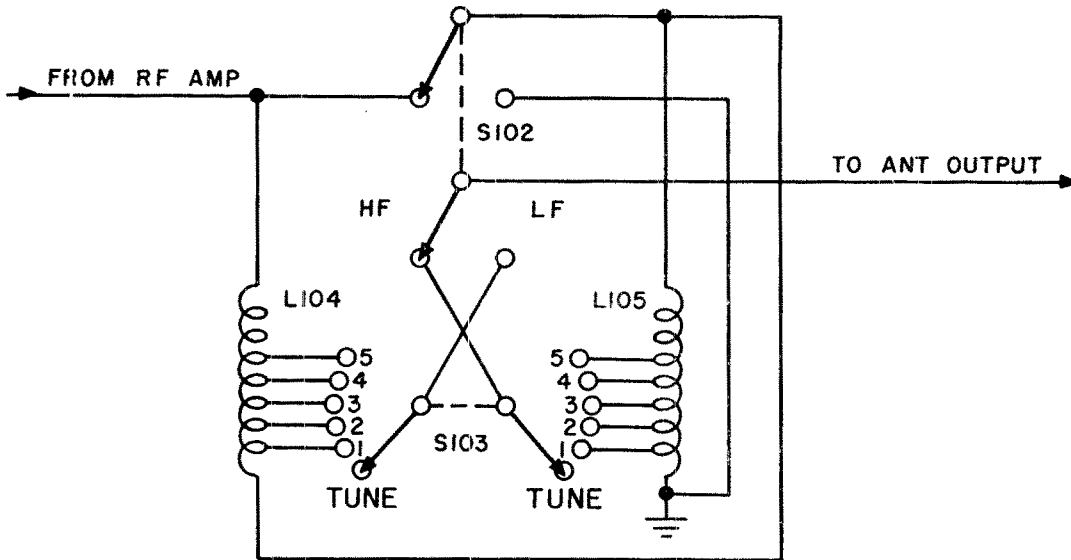 FROM RF AMP
S102
TO ANT OUTPUT
HF LF
L104 L105
5 5
4 4
3 3
2 2
1 1
S103
TUNE TUNE